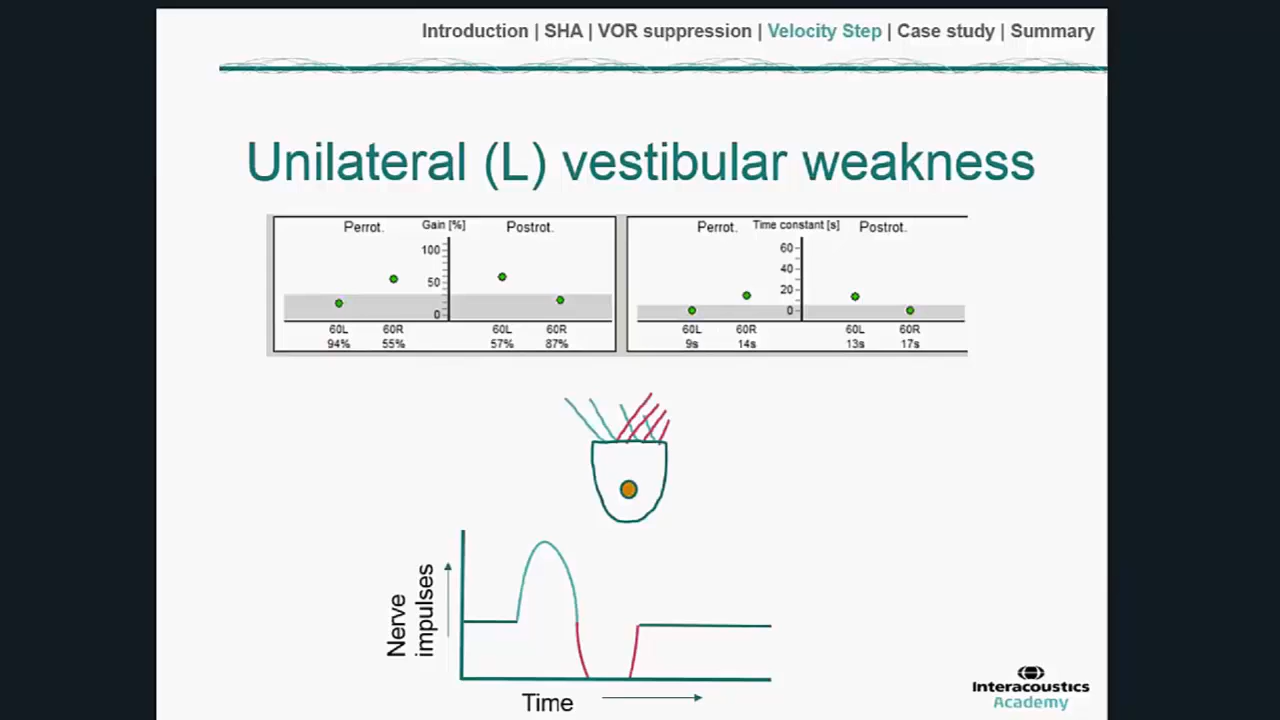 Introduction | SHA | VOR suppression | Velocity Step | Case study | Summary
Unilateral (L) vestibular weakness
Perrot. Gain [%] Postrot.
100
50
0
60L 60R 60L 60R
94% 55% 57% 87%
Perrot. Time constant [s] Postrot.
60
40
20
0
60L 60R 60L 60R
9s 14s 13s 17s
Nerve
impulses
Time
Interacoustics
Academy